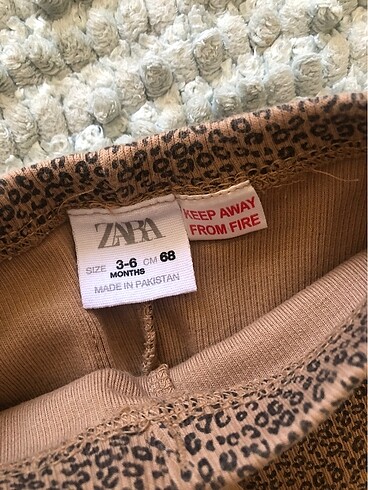 ZARA
SIZE 3-6 MONTHS CM 68
MADE IN PAKISTAN
KEEP AWAY
FROM FIRE